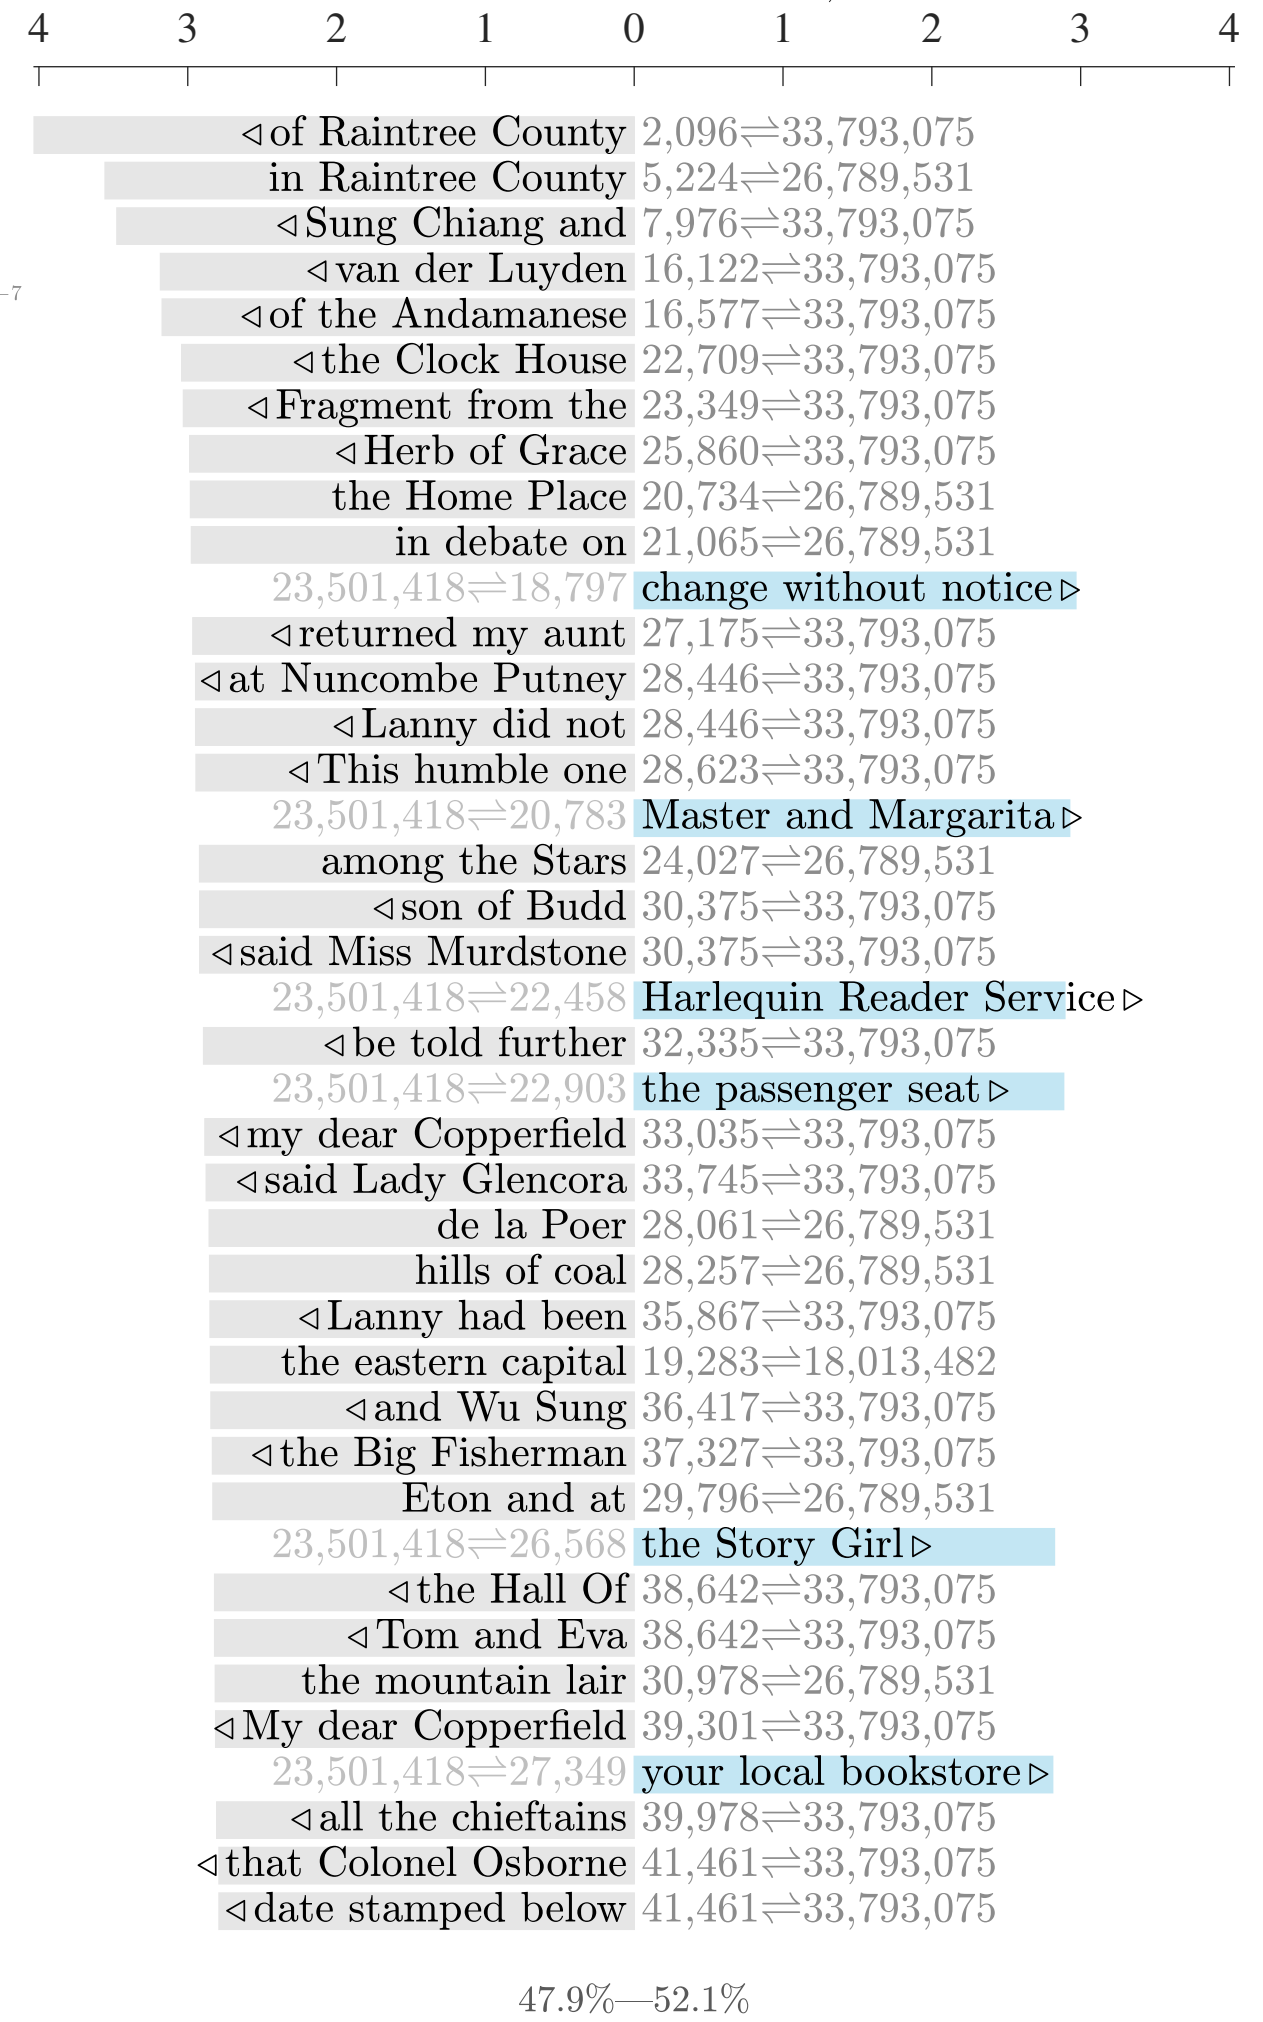 4 3 2 1 0 1 2 3 4
◁ of Raintree County 2,096⇌33,793,075
in Raintree County 5,224⇌26,789,531
◁ Sung Chiang and 7,976⇌33,793,075
◁ van der Luyden 16,122⇌33,793,075
–7
◁ of the Andamanese 16,577⇌33,793,075
◁ the Clock House 22,709⇌33,793,075
◁ Fragment from the 23,349⇌33,793,075
◁ Herb of Grace 25,860⇌33,793,075
the Home Place 20,734⇌26,789,531
in debate on 21,065⇌26,789,531
23,501,418⇌18,797 change without notice ▷
◁ returned my aunt 27,175⇌33,793,075
◁ at Nuncombe Putney 28,446⇌33,793,075
◁ Lanny did not 28,446⇌33,793,075
◁ This humble one 28,623⇌33,793,075
23,501,418⇌20,783 Master and Margarita ▷
among the Stars 24,027⇌26,789,531
◁ son of Budd 30,375⇌33,793,075
◁ said Miss Murdstone 30,375⇌33,793,075
23,501,418⇌22,458 Harlequin Reader Service ▷
◁ be told further 32,335⇌33,793,075
23,501,418⇌22,903 the passenger seat ▷
◁ my dear Copperfield 33,035⇌33,793,075
◁ said Lady Glencora 33,745⇌33,793,075
de la Poer 28,061⇌26,789,531
hills of coal 28,257⇌26,789,531
◁ Lanny had been 35,867⇌33,793,075
the eastern capital 19,283⇌18,013,482
◁ and Wu Sung 36,417⇌33,793,075
◁ the Big Fisherman 37,327⇌33,793,075
Eton and at 29,796⇌26,789,531
23,501,418⇌26,568 the Story Girl ▷
◁ the Hall Of 38,642⇌33,793,075
◁ Tom and Eva 38,642⇌33,793,075
the mountain lair 30,978⇌26,789,531
◁ My dear Copperfield 39,301⇌33,793,075
23,501,418⇌27,349 your local bookstore ▷
◁ all the chieftains 39,978⇌33,793,075
◁ that Colonel Osborne 41,461⇌33,793,075
◁ date stamped below 41,461⇌33,793,075
47.9%—52.1%